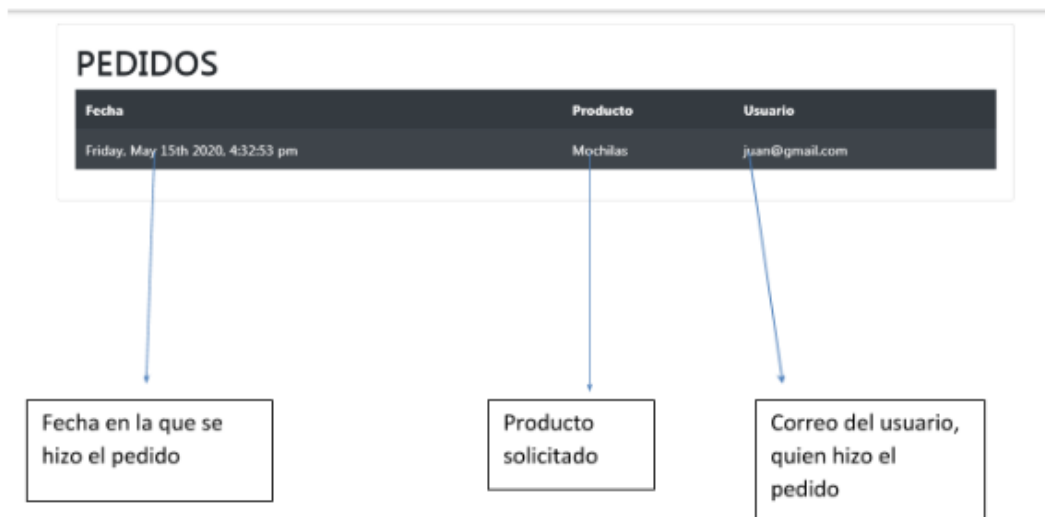 PEDIDOS
Fecha Producto Usuario
Friday, May 15th 2020, 4:32:53 pm Mochilas juan@gmail.com
Fecha en la que se
hizo el pedido
Producto
solicitado
Correo del usuario,
quien hizo el
pedido